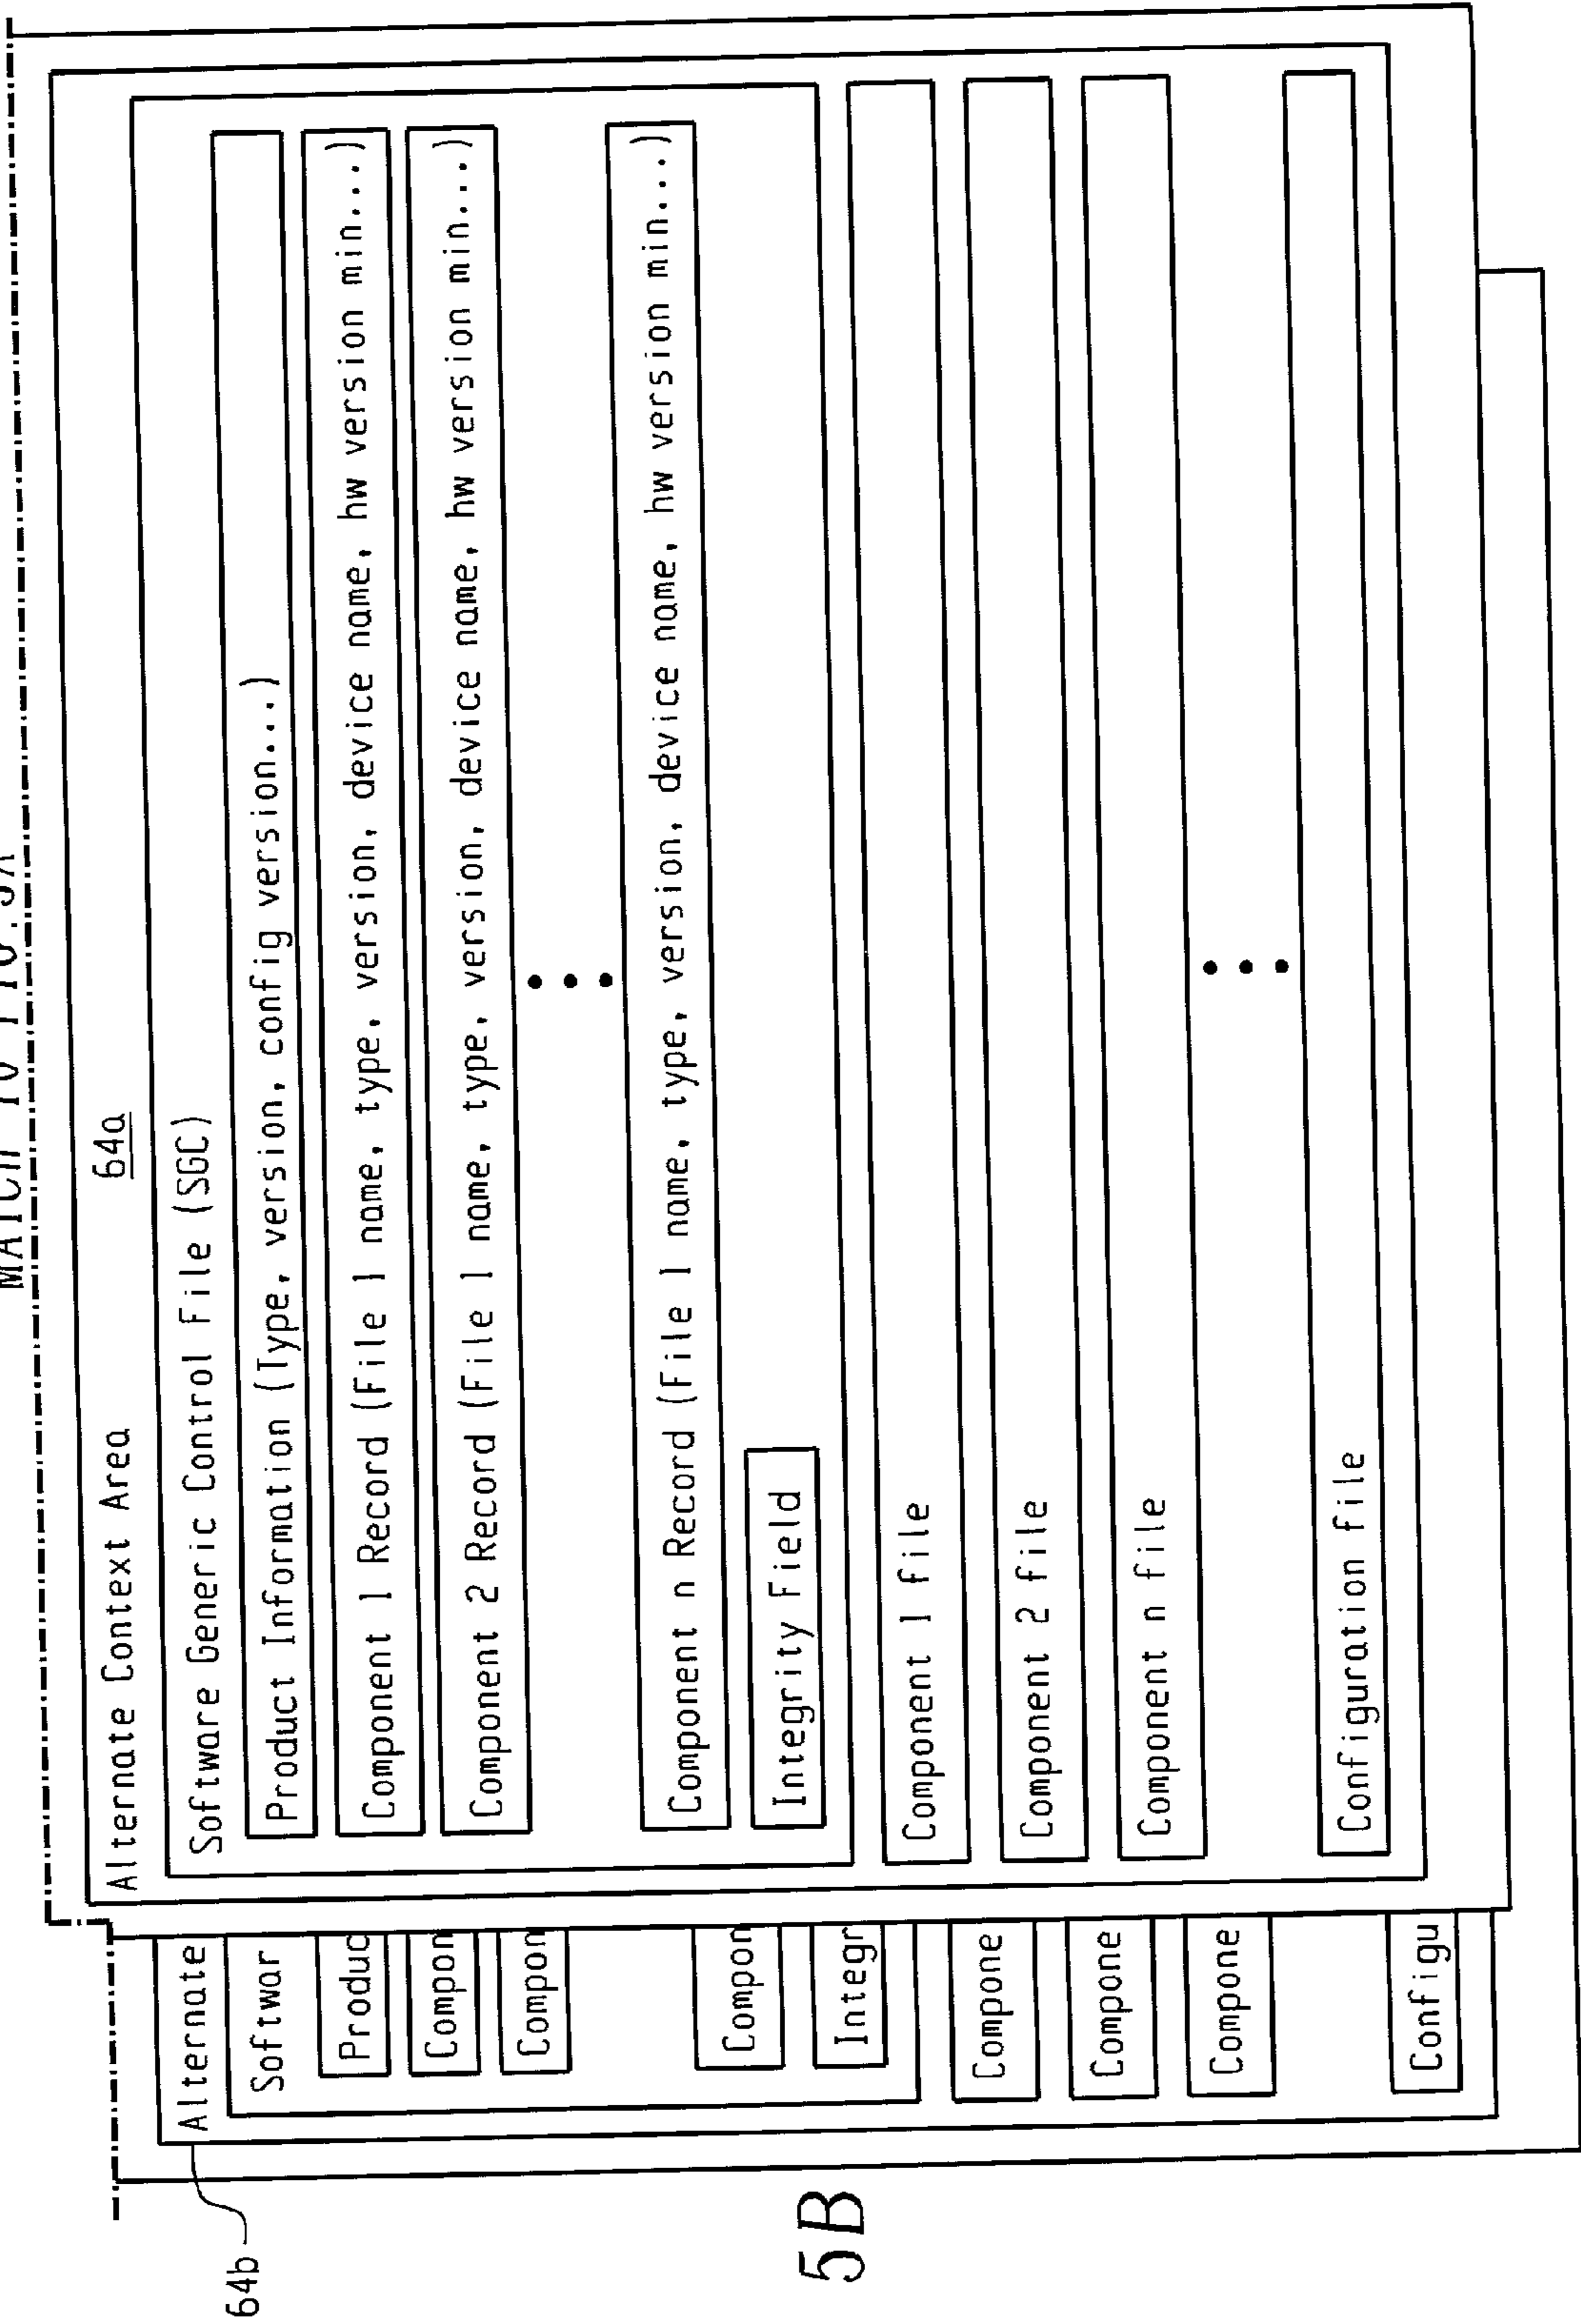 Alternate Context Area
64a
Software Generic Control File (SGC)
Product Information (Type, version, config version...)
Component 1 Record (File 1 name, type, version, device name, hw version min...)
Component 2 Record (File 1 name, type, version, device name, hw version min...)
Component n Record (File 1 name, type, version, device name, hw version min...)
Integrity Field
Component 1 file
Component 2 file
Component n file
Configuration file
64b
Alternate
Softwar
Produc
Compon
Compon
Compon
Integr
Compone
Compone
Compone
Configu
5B